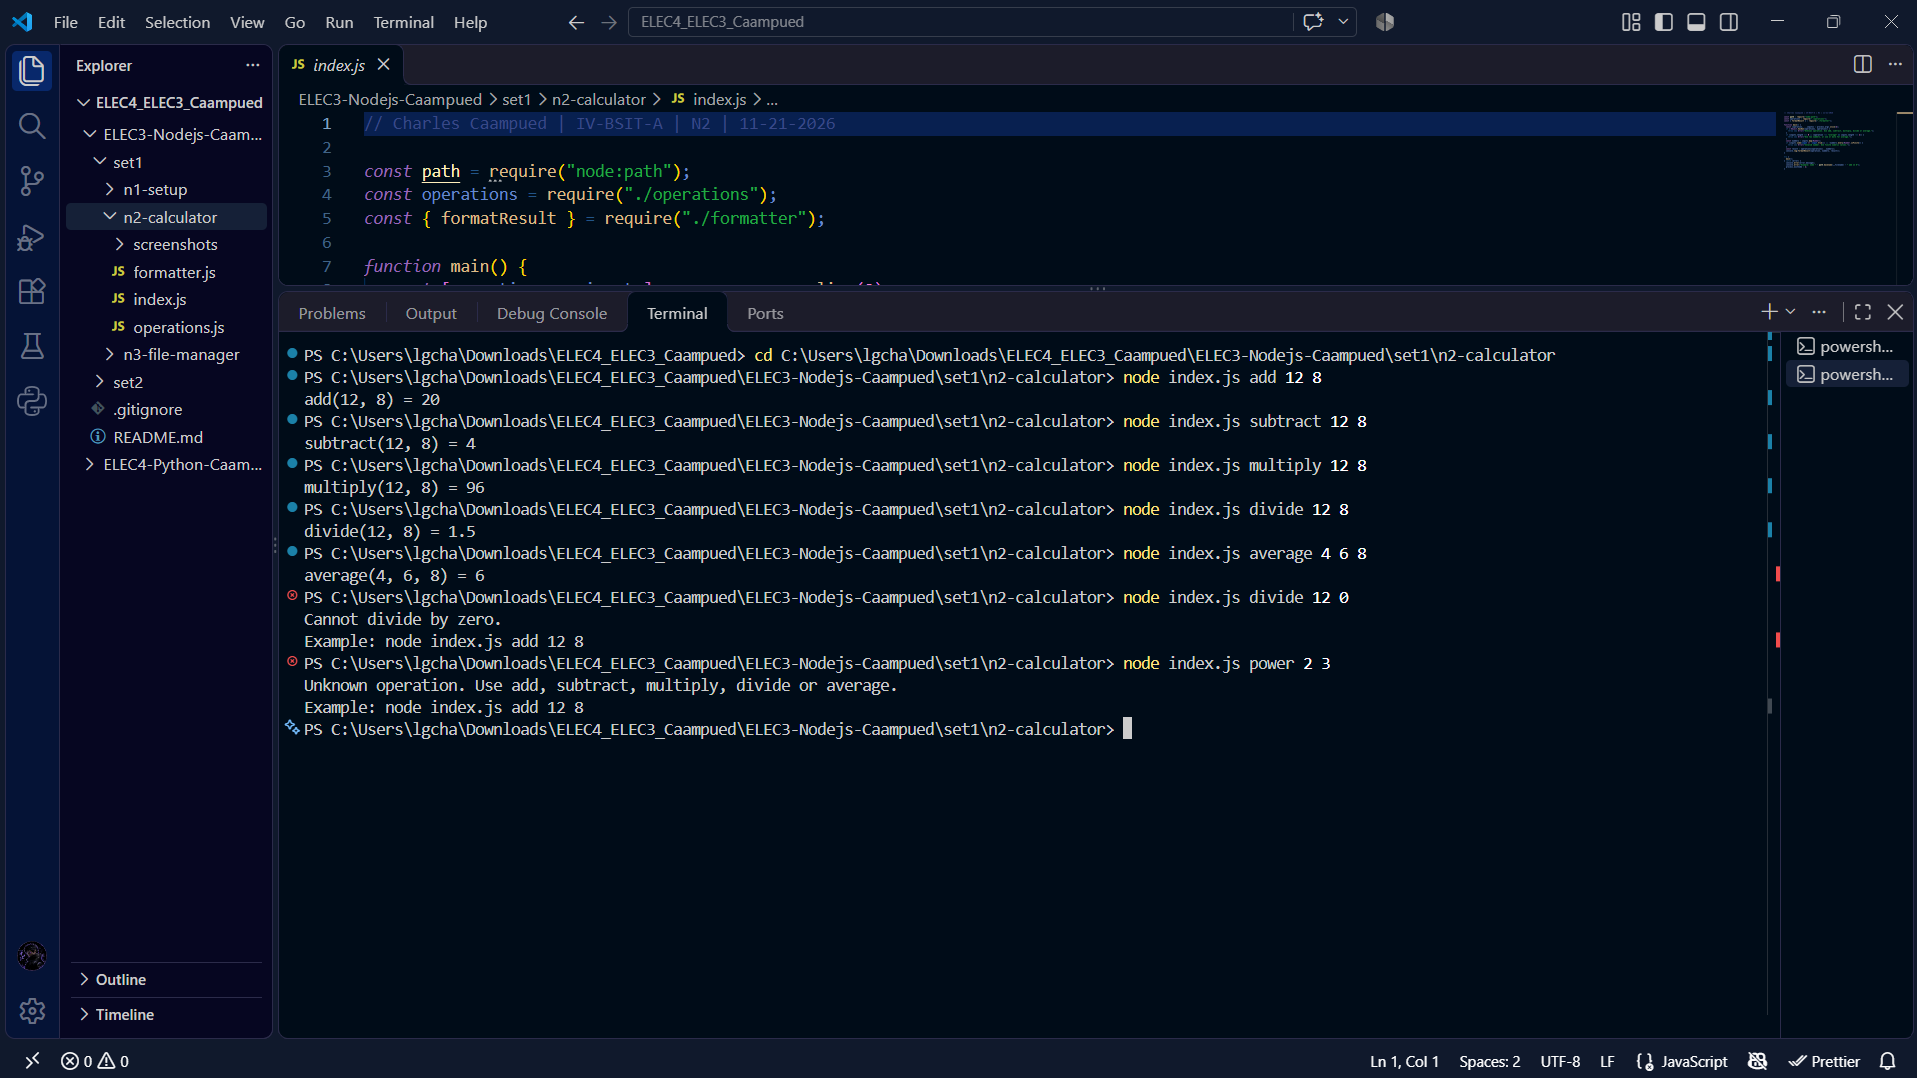 File Edit Selection View Go Run Terminal Help
ELEC4_ELEC3_Caampued
Explorer
ELEC4_ELEC3_Caampued
ELEC3-Nodejs-Caam...
set1
n1-setup
n2-calculator
screenshots
JS formatter.js
JS index.js
JS operations.js
n3-file-manager
set2
.gitignore
README.md
ELEC4-Python-Caam...
Outline
Timeline
JS index.js
ELEC3-Nodejs-Caampued > set1 > n2-calculator > JS index.js > ...
1 // Charles Caampued | IV-BSIT-A | N2 | 11-21-2026
2
3 const path = require("node:path");
4 const operations = require("./operations");
5 const { formatResult } = require("./formatter");
6
7 function main() {
Problems Output Debug Console Terminal Ports
PS C:\Users\lgcha\Downloads\ELEC4_ELEC3_Caampued> cd C:\Users\lgcha\Downloads\ELEC4_ELEC3_Caampued\ELEC3-Nodejs-Caampued\set1\n2-calculator
PS C:\Users\lgcha\Downloads\ELEC4_ELEC3_Caampued\ELEC3-Nodejs-Caampued\set1\n2-calculator> node index.js add 12 8
add(12, 8) = 20
PS C:\Users\lgcha\Downloads\ELEC4_ELEC3_Caampued\ELEC3-Nodejs-Caampued\set1\n2-calculator> node index.js subtract 12 8
subtract(12, 8) = 4
PS C:\Users\lgcha\Downloads\ELEC4_ELEC3_Caampued\ELEC3-Nodejs-Caampued\set1\n2-calculator> node index.js multiply 12 8
multiply(12, 8) = 96
PS C:\Users\lgcha\Downloads\ELEC4_ELEC3_Caampued\ELEC3-Nodejs-Caampued\set1\n2-calculator> node index.js divide 12 8
divide(12, 8) = 1.5
PS C:\Users\lgcha\Downloads\ELEC4_ELEC3_Caampued\ELEC3-Nodejs-Caampued\set1\n2-calculator> node index.js average 4 6 8
average(4, 6, 8) = 6
PS C:\Users\lgcha\Downloads\ELEC4_ELEC3_Caampued\ELEC3-Nodejs-Caampued\set1\n2-calculator> node index.js divide 12 0
Cannot divide by zero.
Example: node index.js add 12 8
PS C:\Users\lgcha\Downloads\ELEC4_ELEC3_Caampued\ELEC3-Nodejs-Caampued\set1\n2-calculator> node index.js power 2 3
Unknown operation. Use add, subtract, multiply, divide or average.
Example: node index.js add 12 8
PS C:\Users\lgcha\Downloads\ELEC4_ELEC3_Caampued\ELEC3-Nodejs-Caampued\set1\n2-calculator>
powersh...
powersh...
0 0
Ln 1, Col 1 Spaces: 2 UTF-8 LF {} JavaScript Prettier